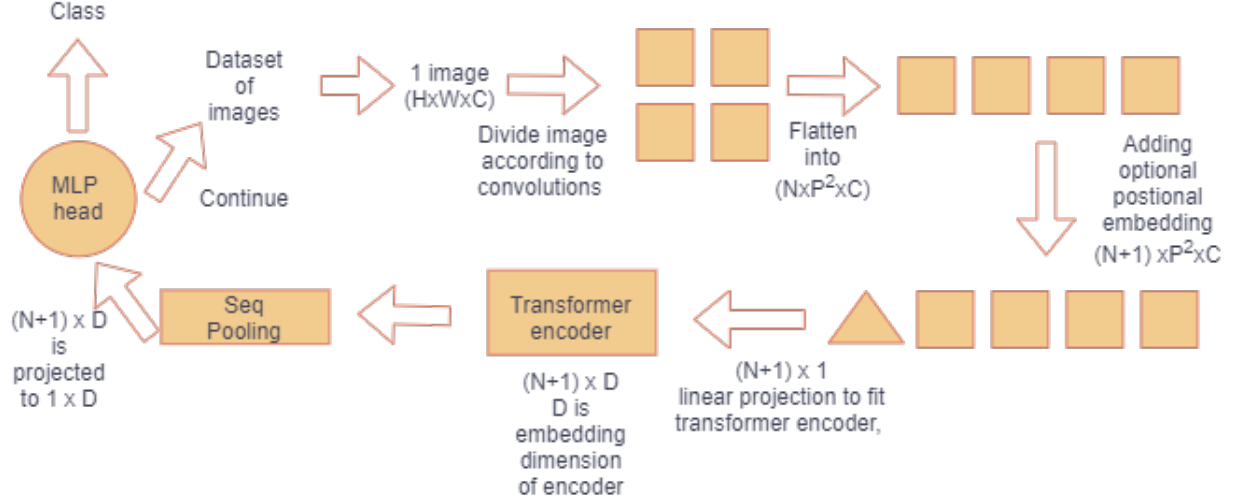 Class
Dataset
of
images
1 image
(HxWxC)
Divide image
according to
convolutions
Flatten
into
(NxP²xC)
Adding
optional
postional
embedding
(N+1) xP²xC
MLP
head
Continue
(N+1) x D
is
projected
to 1 x D
Seq
Pooling
Transformer
encoder
(N+1) x D
D is
embedding
dimension
of encoder
(N+1) x 1
linear projection to fit
transformer encoder,